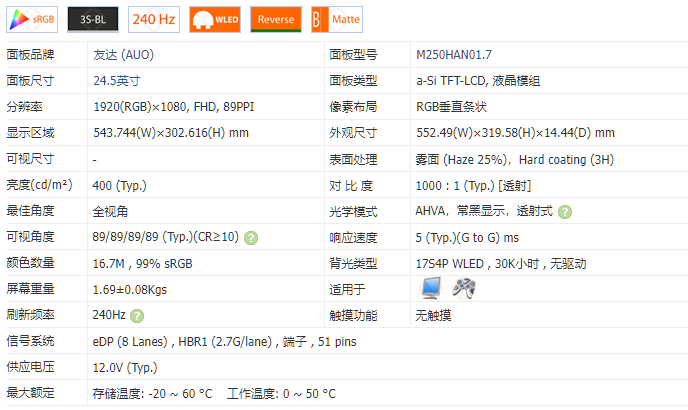 sRGB 3S-BL 240 Hz WLED Reverse B Matte
面板品牌 友达 (AUO) 面板型号 M250HAN01.7
面板尺寸 24.5英寸 面板类型 a-Si TFT-LCD, 液晶模组
分辨率 1920(RGB)×1080, FHD, 89PPI 像素布局 RGB垂直条状
显示区域 543.744(W)×302.616(H) mm 外观尺寸 552.49(W)×319.58(H)×14.44(D) mm
可视尺寸 - 表面处理 雾面 (Haze 25%)，Hard coating (3H)
亮度(cd/m²) 400 (Typ.) 对 比 度 1000 : 1 (Typ.) [透射]
最佳角度 全视角 光学模式 AHVA，常黑显示，透射式 ?
可视角度 89/89/89/89 (Typ.)(CR≥10) ? 响应速度 5 (Typ.)(G to G) ms
颜色数量 16.7M , 99% sRGB 背光类型 17S4P WLED , 30K小时 , 无驱动
屏幕重量 1.69±0.08Kgs 适用于
刷新频率 240Hz ? 触摸功能 无触摸
信号系统 eDP (8 Lanes) , HBR1 (2.7G/lane) , 端子 , 51 pins
供应电压 12.0V (Typ.)
最大额定 存储温度: -20 ~ 60 °C 工作温度: 0 ~ 50 °C